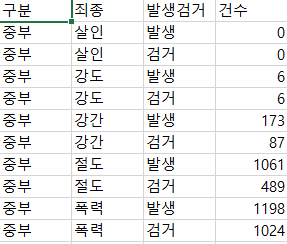 구분 죄종 발생검거 건수
중부 살인 발생 0
중부 살인 검거 0
중부 강도 발생 6
중부 강도 검거 6
중부 강간 발생 173
중부 강간 검거 87
중부 절도 발생 1061
중부 절도 검거 489
중부 폭력 발생 1198
중부 폭력 검거 1024